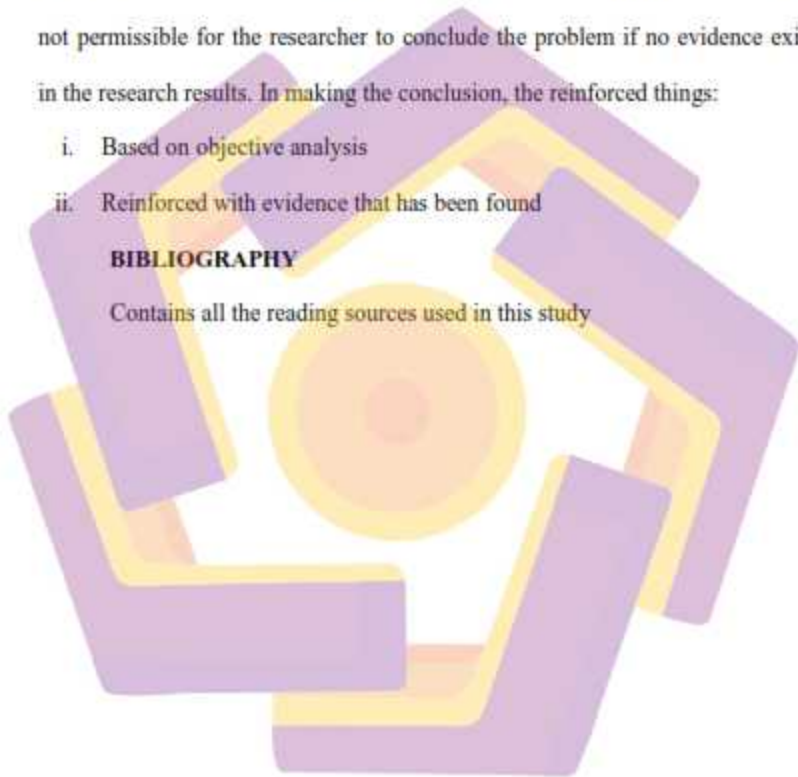 not permissible for the researcher to conclude the problem if no evidence exi
in the research results. In making the conclusion, the reinforced things:
i. Based on objective analysis
ii. Reinforced with evidence that has been found
BIBLIOGRAPHY
Contains all the reading sources used in this study